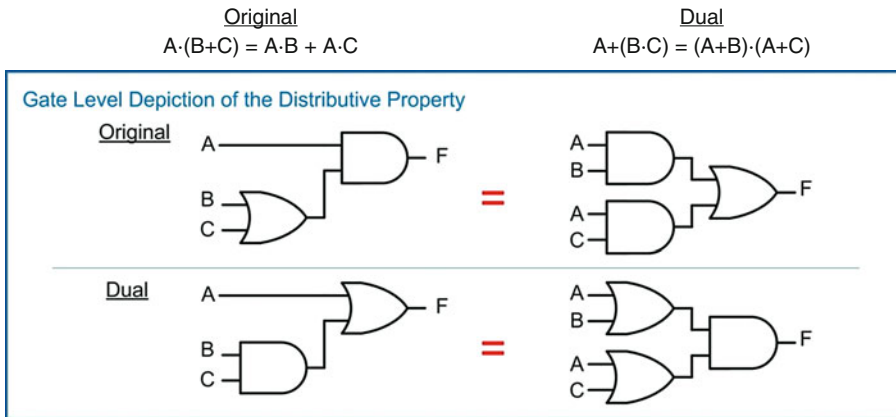 Original Dual
A·(B+C) = A·B + A·C A+(B·C) = (A+B)·(A+C)
Gate Level Depiction of the Distributive Property
Original
A
F
B
C
=
A
B
A
C
F
Dual
A
F
B
C
=
A
B
A
C
F